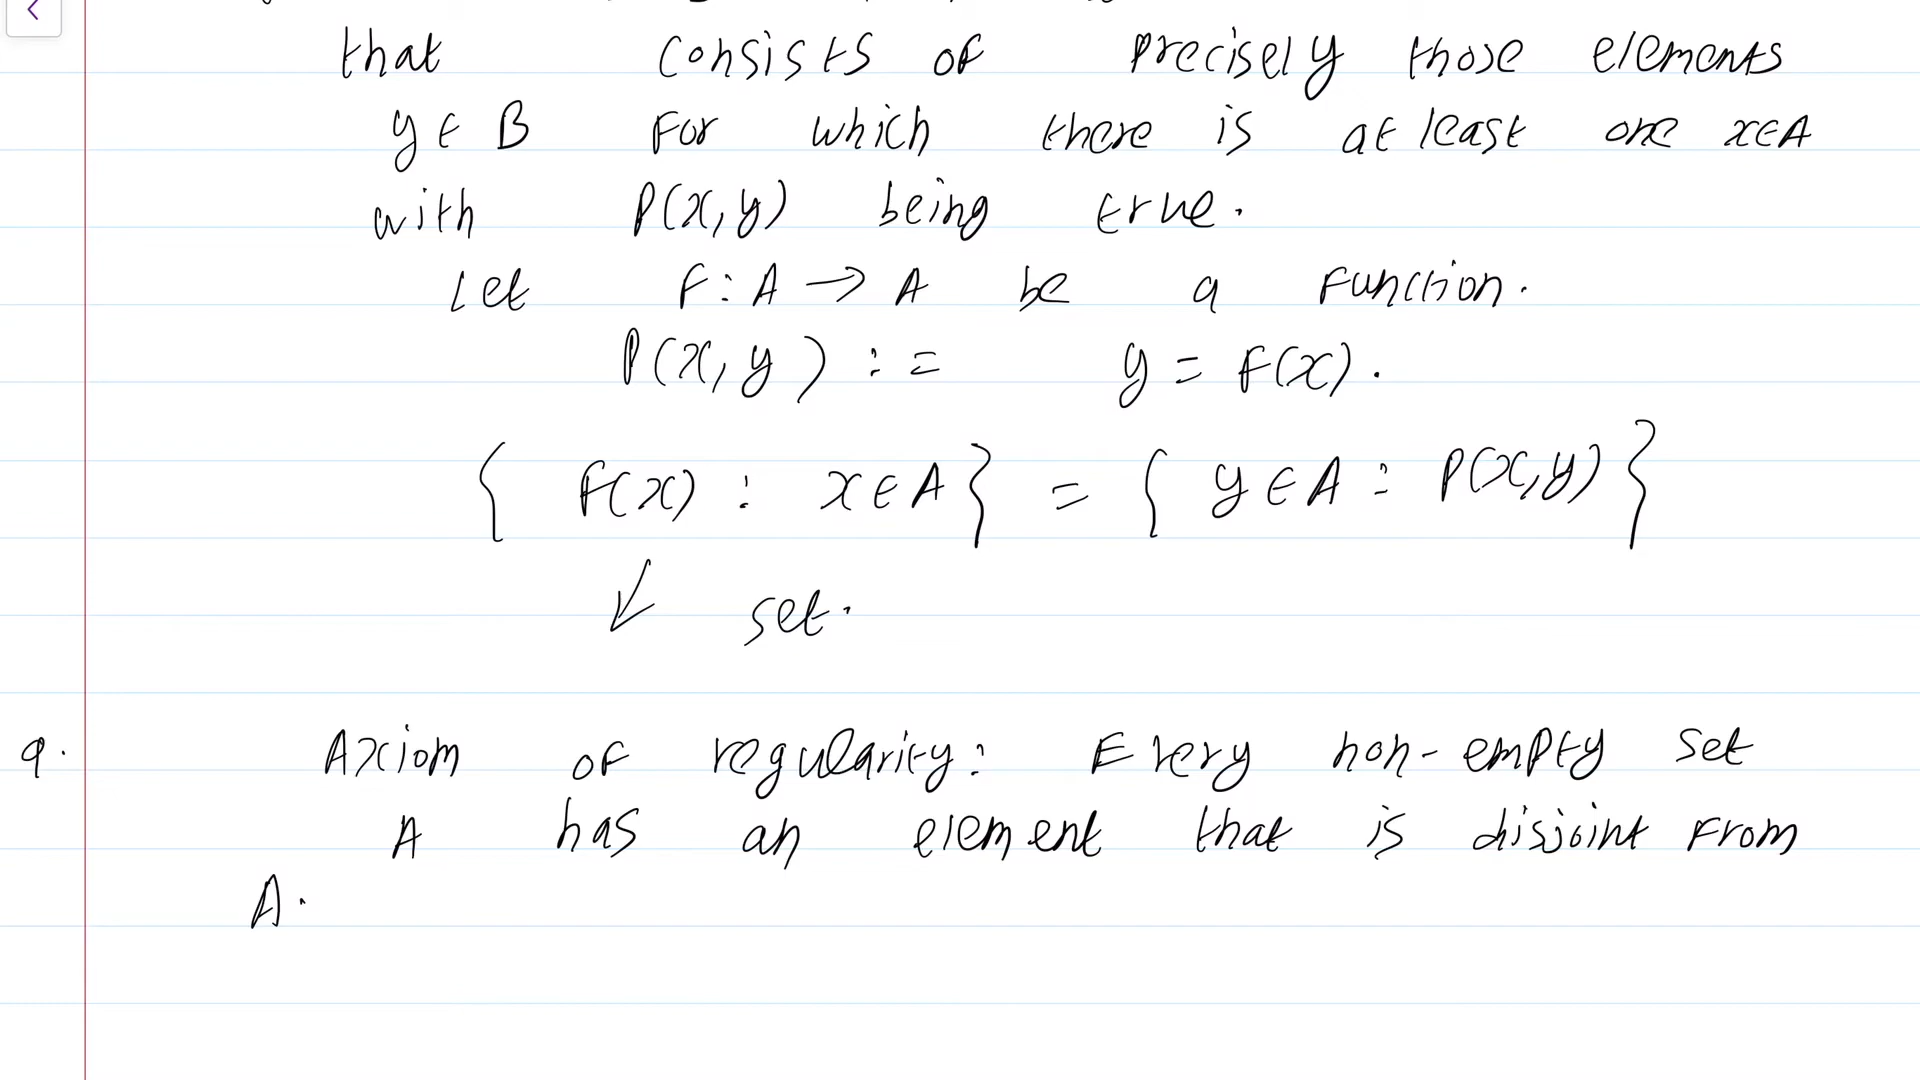 that consists of precisely those elements
y ∈ B for which there is at least one x∈A
with P(x,y) being true.
Let f: A → A be a function.
P(x,y) := y = f(x).
{ f(x) : x∈A } = { y∈A : P(x,y) }
↙ set.
9. Axiom of regularity: Every non-empty set
A has an element that is disjoint from
A.